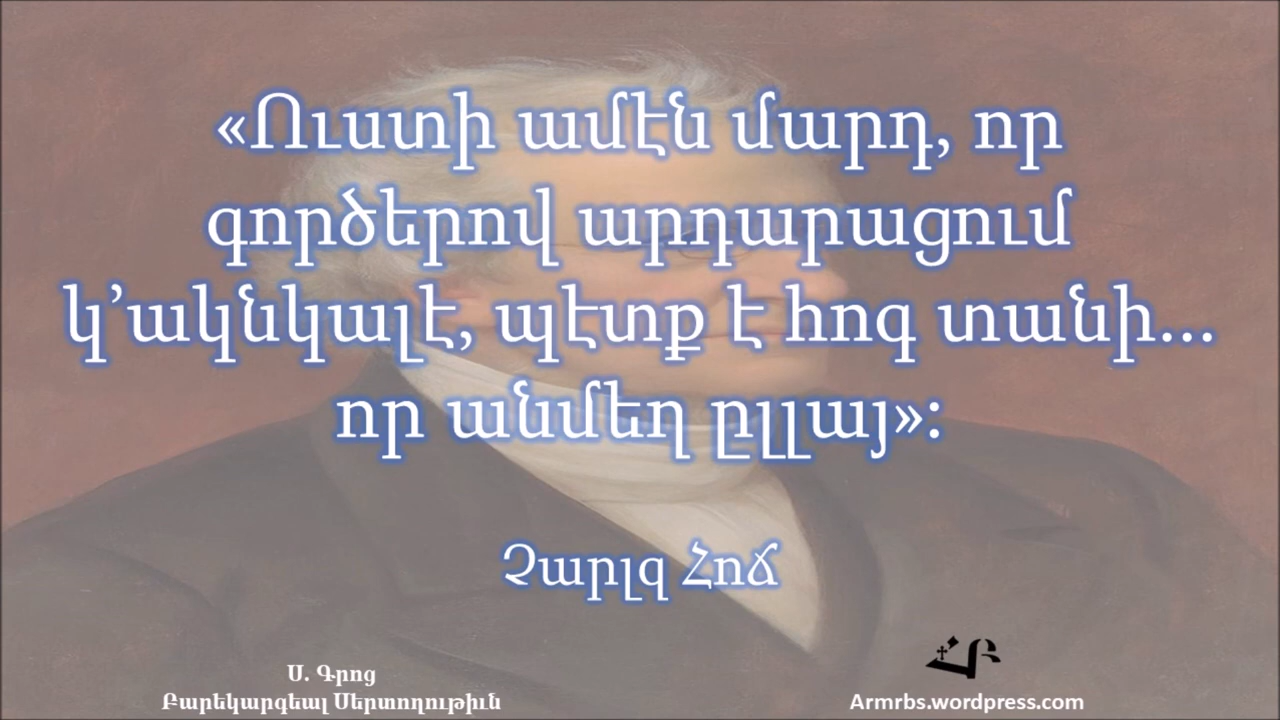 «Ուստի ամէն մարդ, որ
գործերով արդարացում
կ’ակնկալէ, պէտք է հոգ տանի...
որ անմեղ ըլլայ»:
Չարլզ Հոճ
Ս. Գրոց
Բարեկարգեալ Սերտողութիւն
ՀԲ
Armrbs.wordpress.com